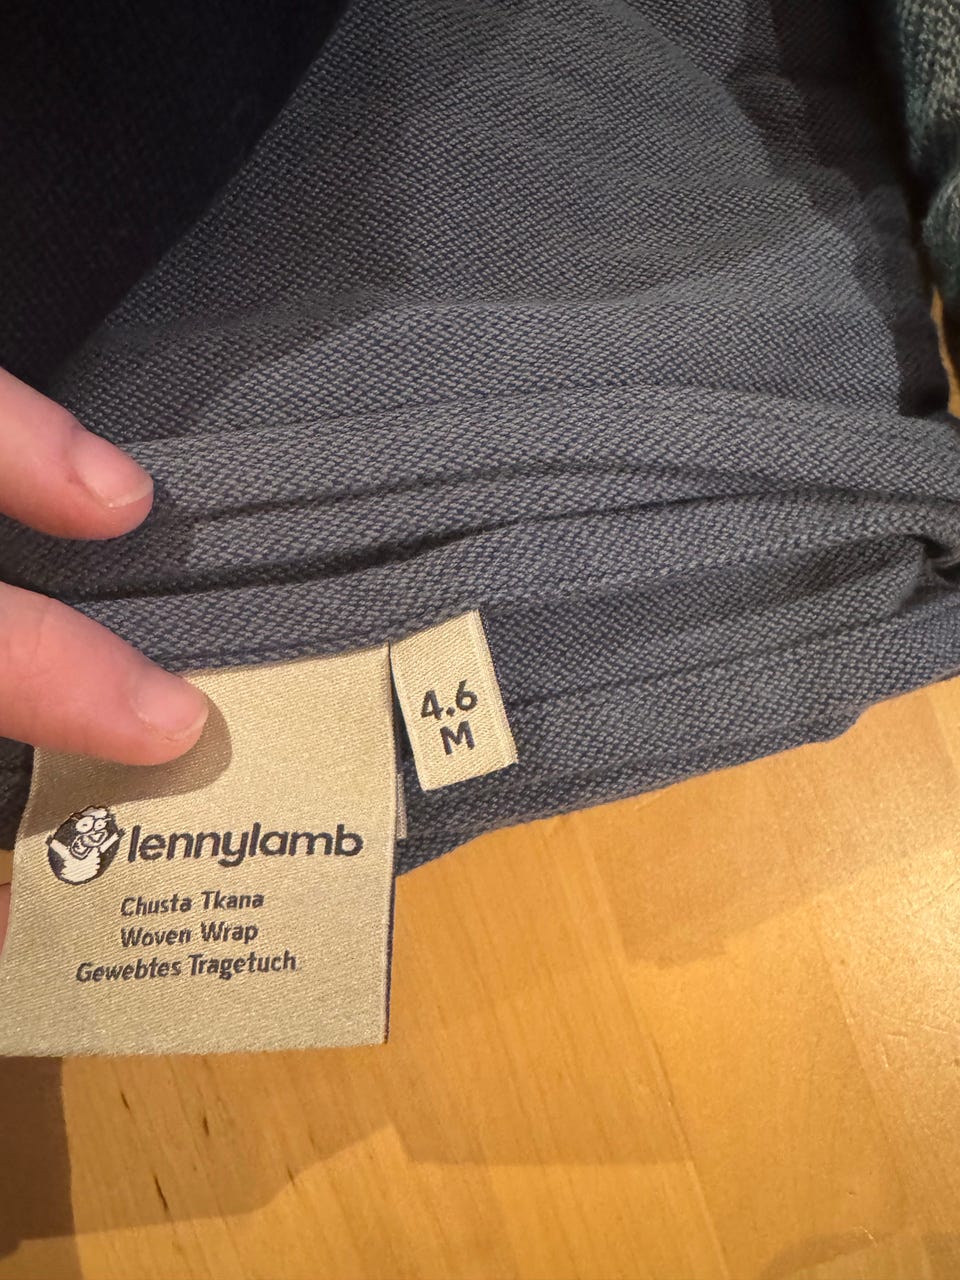 4.6
M
lennylamb
Chusta Tkana
Woven Wrap
Gewebtes Tragetuch